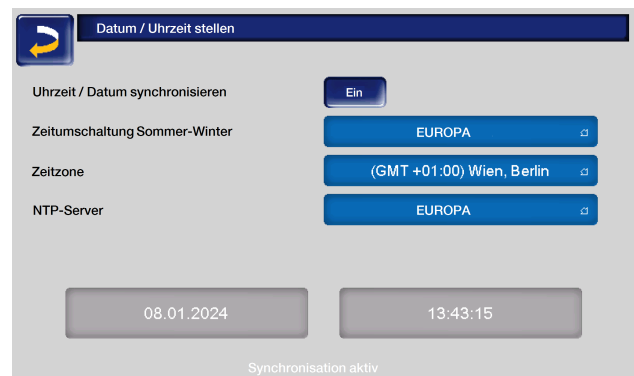 Datum / Uhrzeit stellen
Uhrzeit / Datum synchronisieren Ein
Zeitumschaltung Sommer-Winter EUROPA
Zeitzone (GMT +01:00) Wien, Berlin
NTP-Server EUROPA
08.01.2024 13:43:15
Synchronisation aktiv